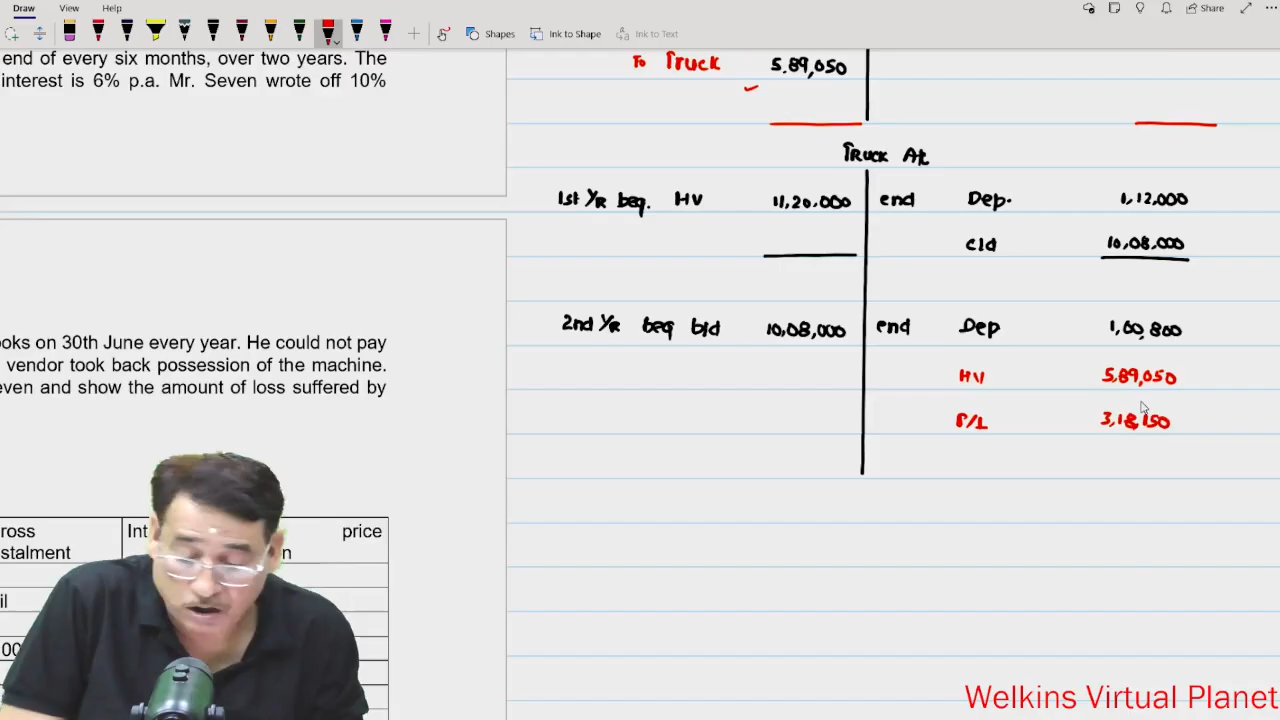 Draw View Help
Share
Shapes Ink to Shape Ink to Text
end of every six months, over two years. The
interest is 6% p.a. Mr. Seven wrote off 10%
ooks on 30th June every year. He could not pay
vendor took back possession of the machine.
even and show the amount of loss suffered by
ross Int price
stalment n
il
00
To Truck 5,89,050
Truck A/c
1st Y/R beg. HV 11,20,000 end Dep. 1,12,000
c/d 10,08,000
2nd Y/R beg b/d 10,08,000 end Dep 1,00,800
HV 5,89,050
P/L 3,18,150
Welkins Virtual Planet